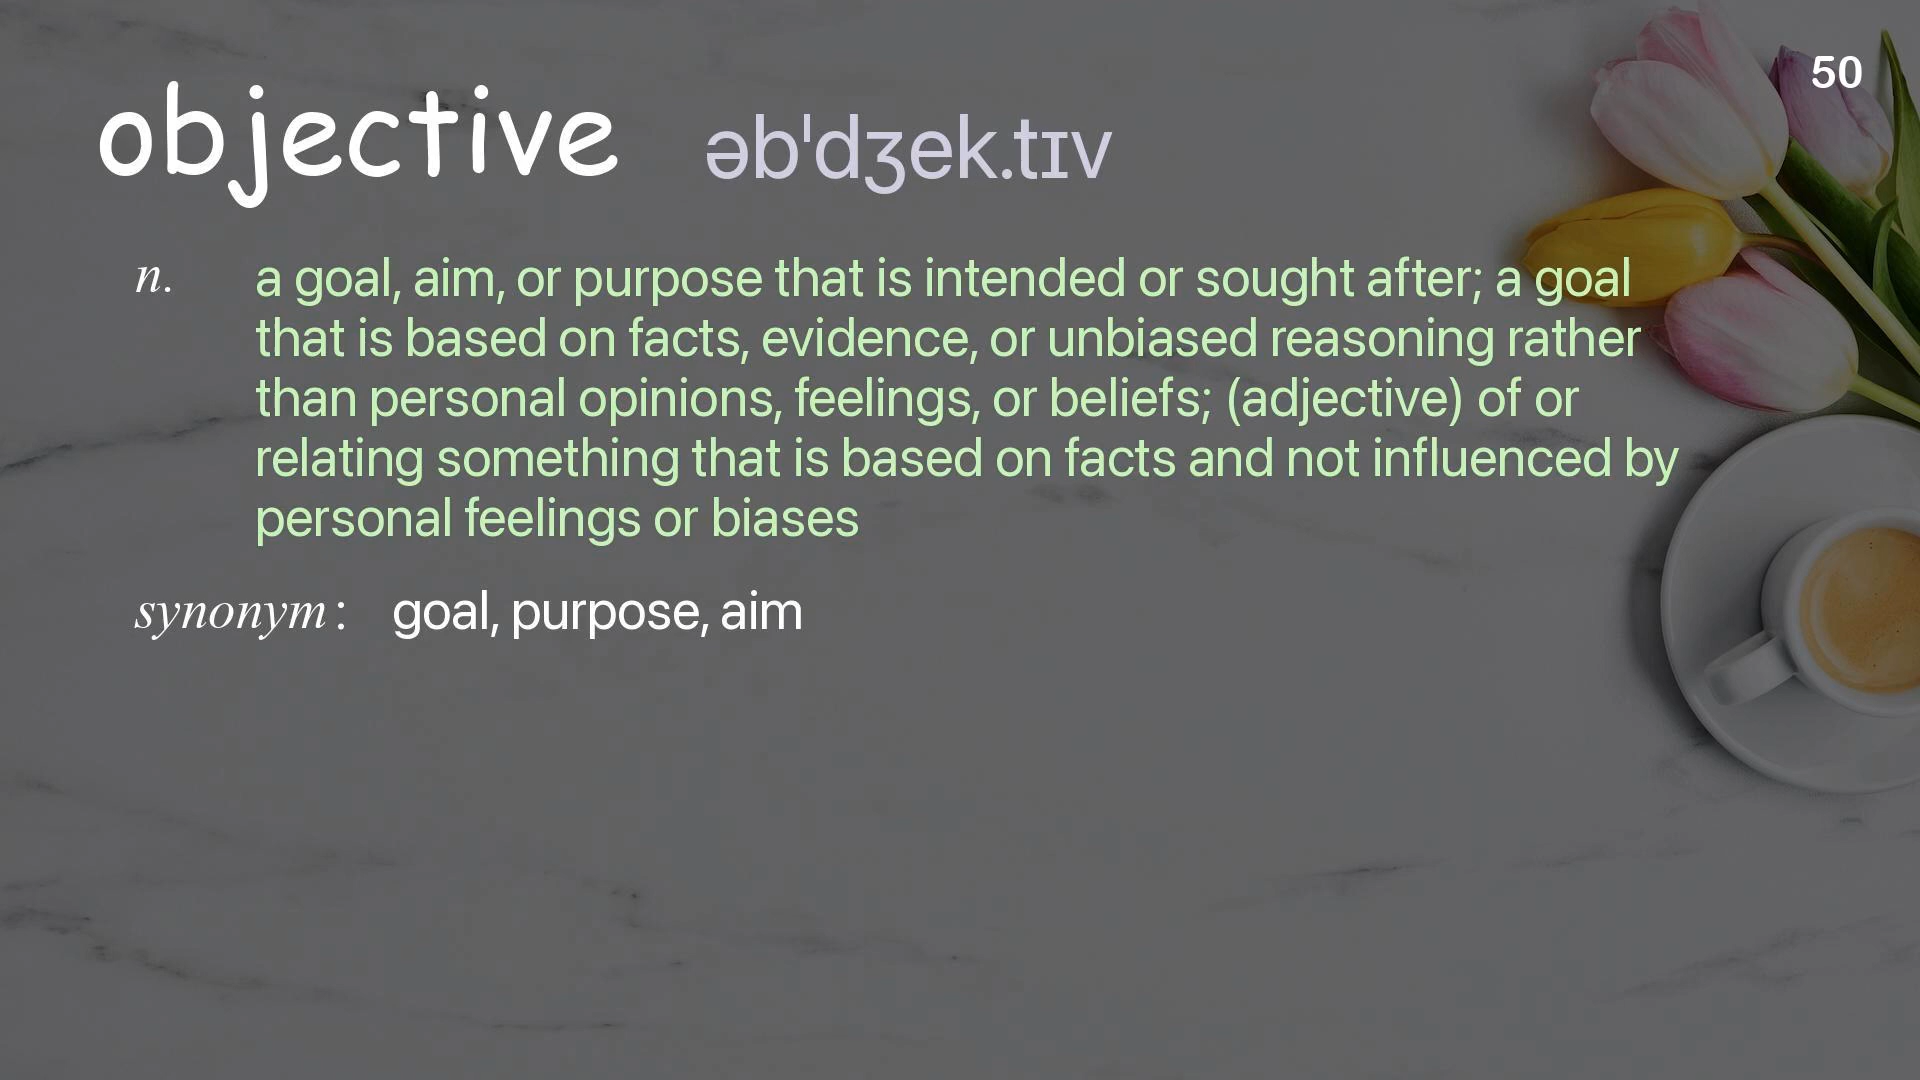 50
objective əbˈdʒek.tɪv
n. a goal, aim, or purpose that is intended or sought after; a goal
that is based on facts, evidence, or unbiased reasoning rather
than personal opinions, feelings, or beliefs; (adjective) of or
relating something that is based on facts and not influenced by
personal feelings or biases
synonym: goal, purpose, aim